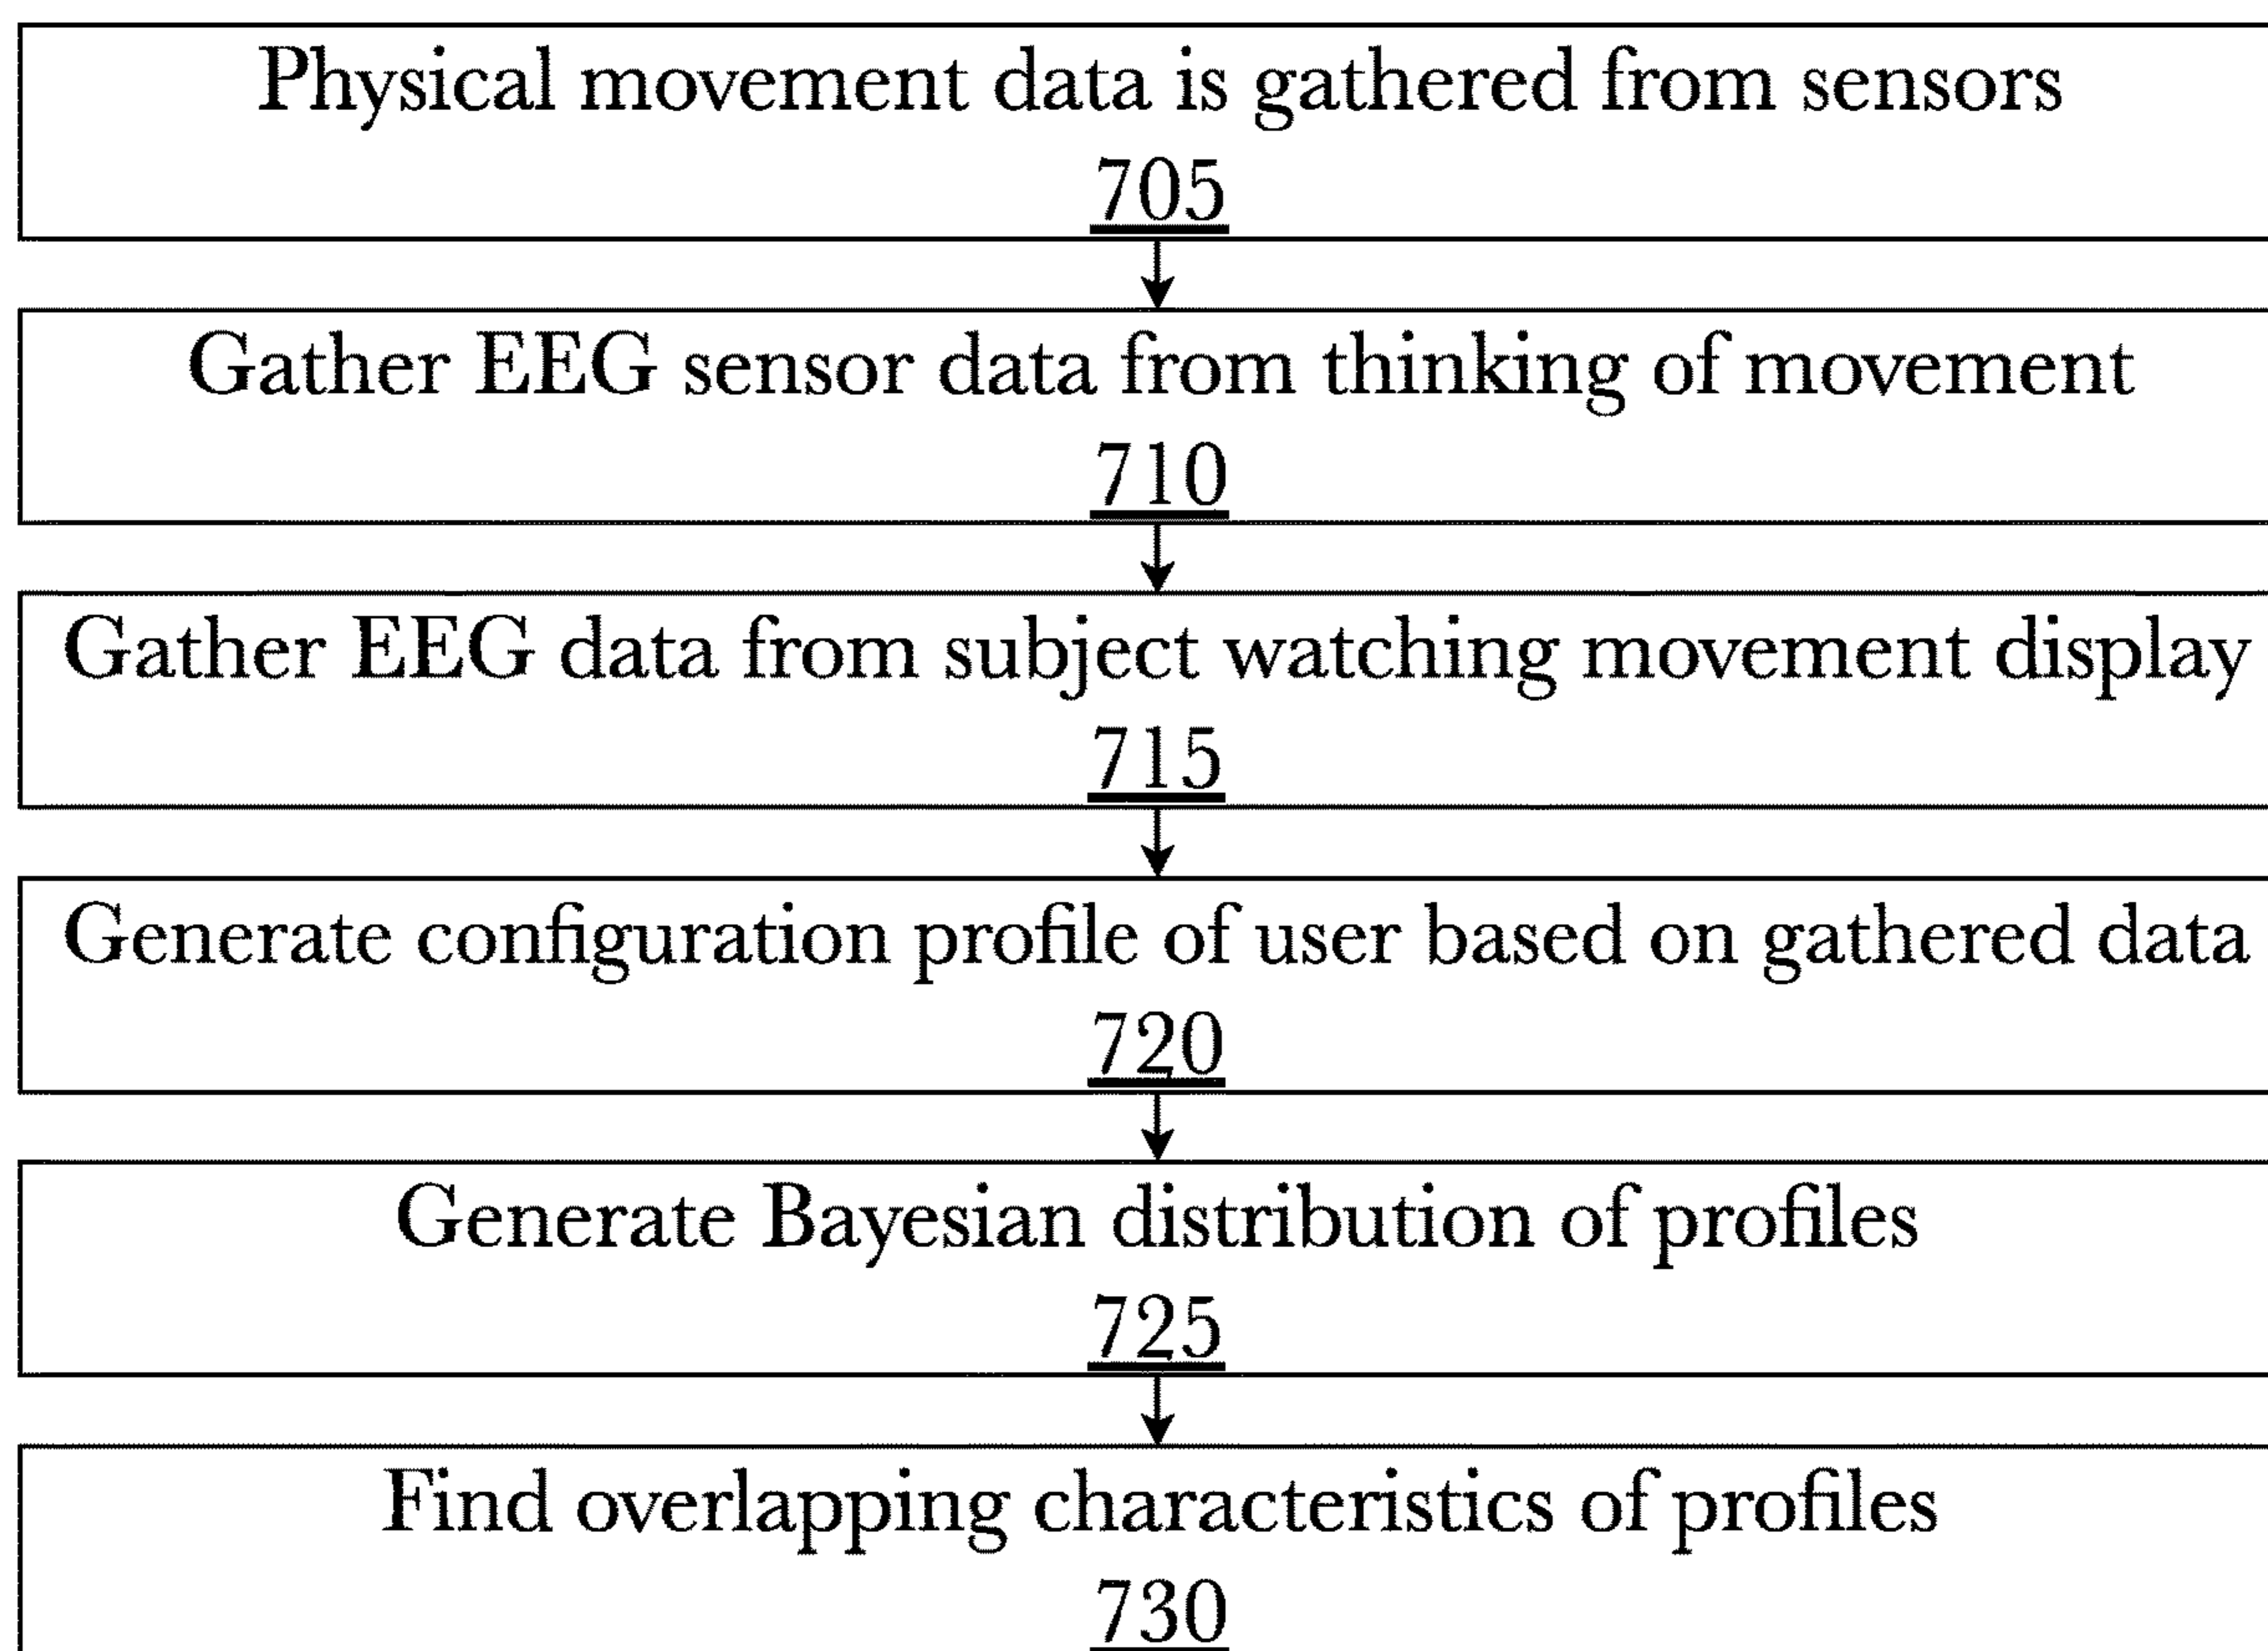 Physical movement data is gathered from sensors
705
Gather EEG sensor data from thinking of movement
710
Gather EEG data from subject watching movement display
715
Generate configuration profile of user based on gathered data
720
Generate Bayesian distribution of profiles
725
Find overlapping characteristics of profiles
730